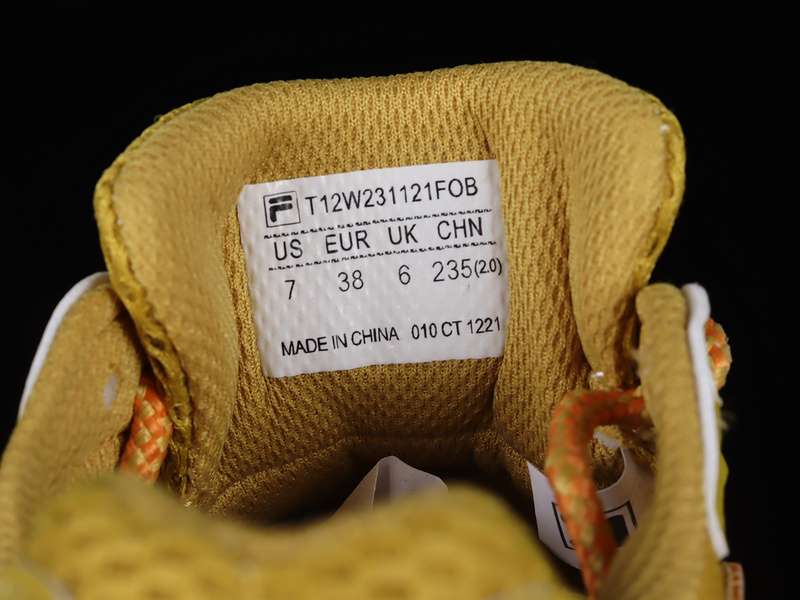 T12W231121FOB
US EUR UK CHN
7 38 6 235(2.0)
MADE IN CHINA 010 CT 1221